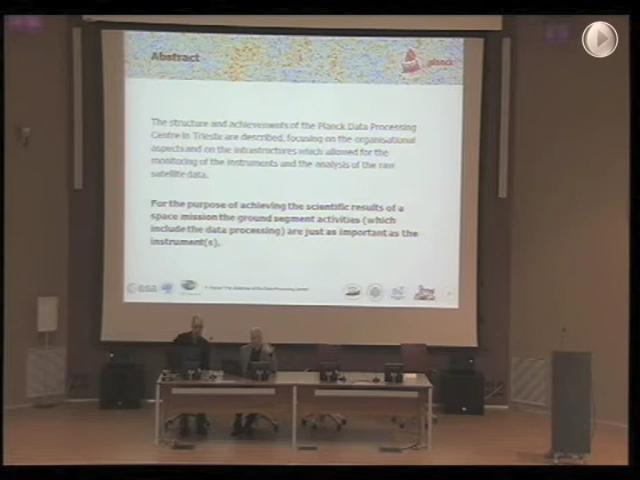 Abstract
planck
The structure and achievements of the Planck Data Processing
Centre in Trieste are described, focusing on the organisational
aspects and on the infrastructures which allowed for the
monitoring of the instruments and the analysis of the raw
satellite data.
For the purpose of achieving the scientific results of a
space mission the ground segment activities (which
include the data processing) are just as important as the
instrument(s).
esa